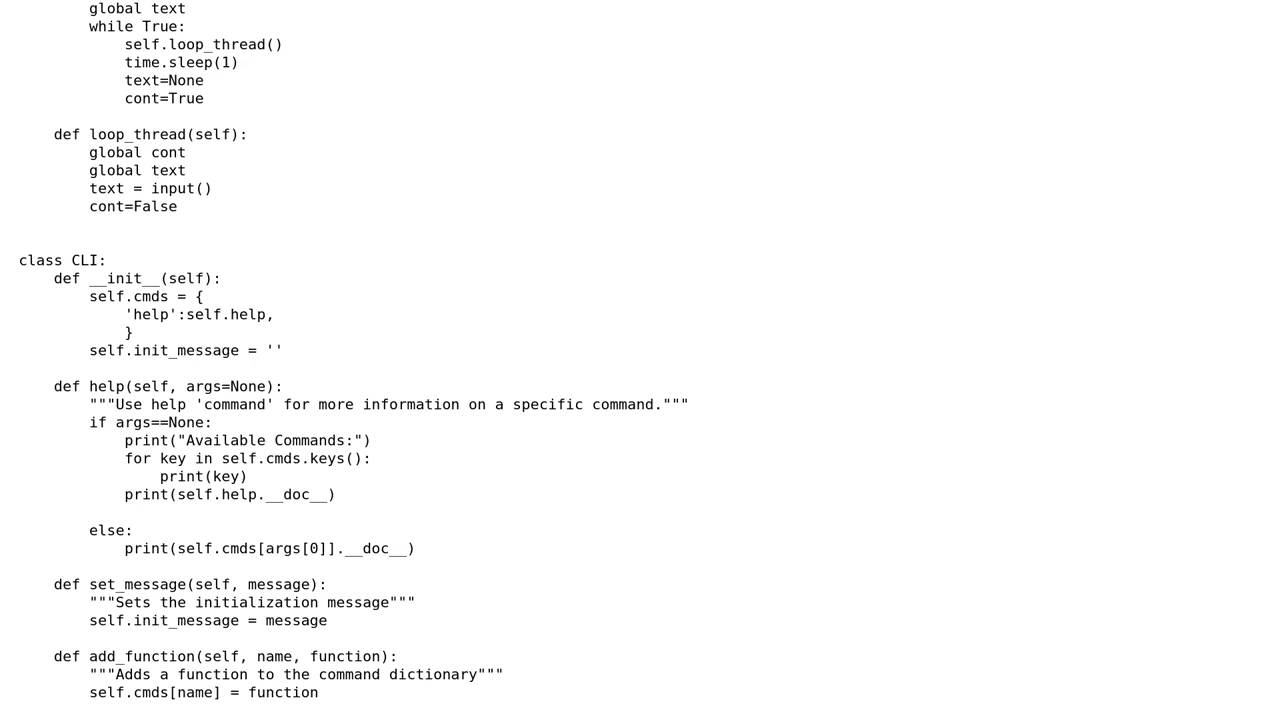 global text
        while True:
            self.loop_thread()
            time.sleep(1)
            text=None
            cont=True

    def loop_thread(self):
        global cont
        global text
        text = input()
        cont=False


class CLI:
    def __init__(self):
        self.cmds = {
            'help':self.help,
            }
        self.init_message = ''

    def help(self, args=None):
        """Use help 'command' for more information on a specific command."""
        if args==None:
            print("Available Commands:")
            for key in self.cmds.keys():
                print(key)
            print(self.help.__doc__)

        else:
            print(self.cmds[args[0]].__doc__)

    def set_message(self, message):
        """Sets the initialization message"""
        self.init_message = message

    def add_function(self, name, function):
        """Adds a function to the command dictionary"""
        self.cmds[name] = function